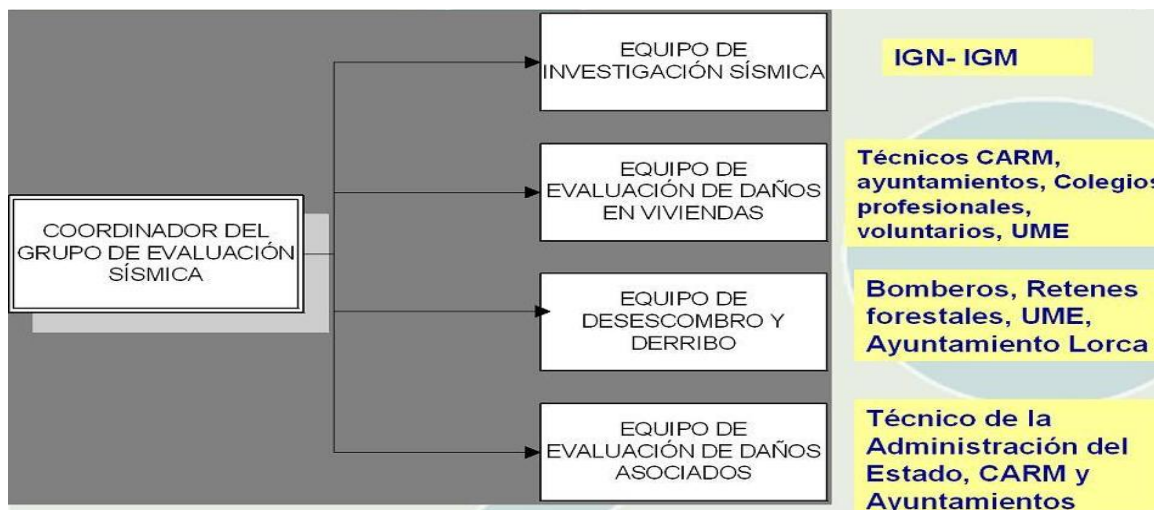 EQUIPO DE
INVESTIGACIÓN SÍSMICA
IGN- IGM
EQUIPO DE
EVALUACIÓN DE DAÑOS
EN VIVIENDAS
Técnicos CARM,
ayuntamientos, Colegios
profesionales,
voluntarios, UME
COORDINADOR DEL
GRUPO DE EVALUACIÓN
SÍSMICA
EQUIPO DE
DESESCOMBRO Y
DERRIBO
Bomberos, Retenes
forestales, UME,
Ayuntamiento Lorca
EQUIPO DE
EVALUACIÓN DE DAÑOS
ASOCIADOS
Técnico de la
Administración del
Estado, CARM y
Ayuntamientos